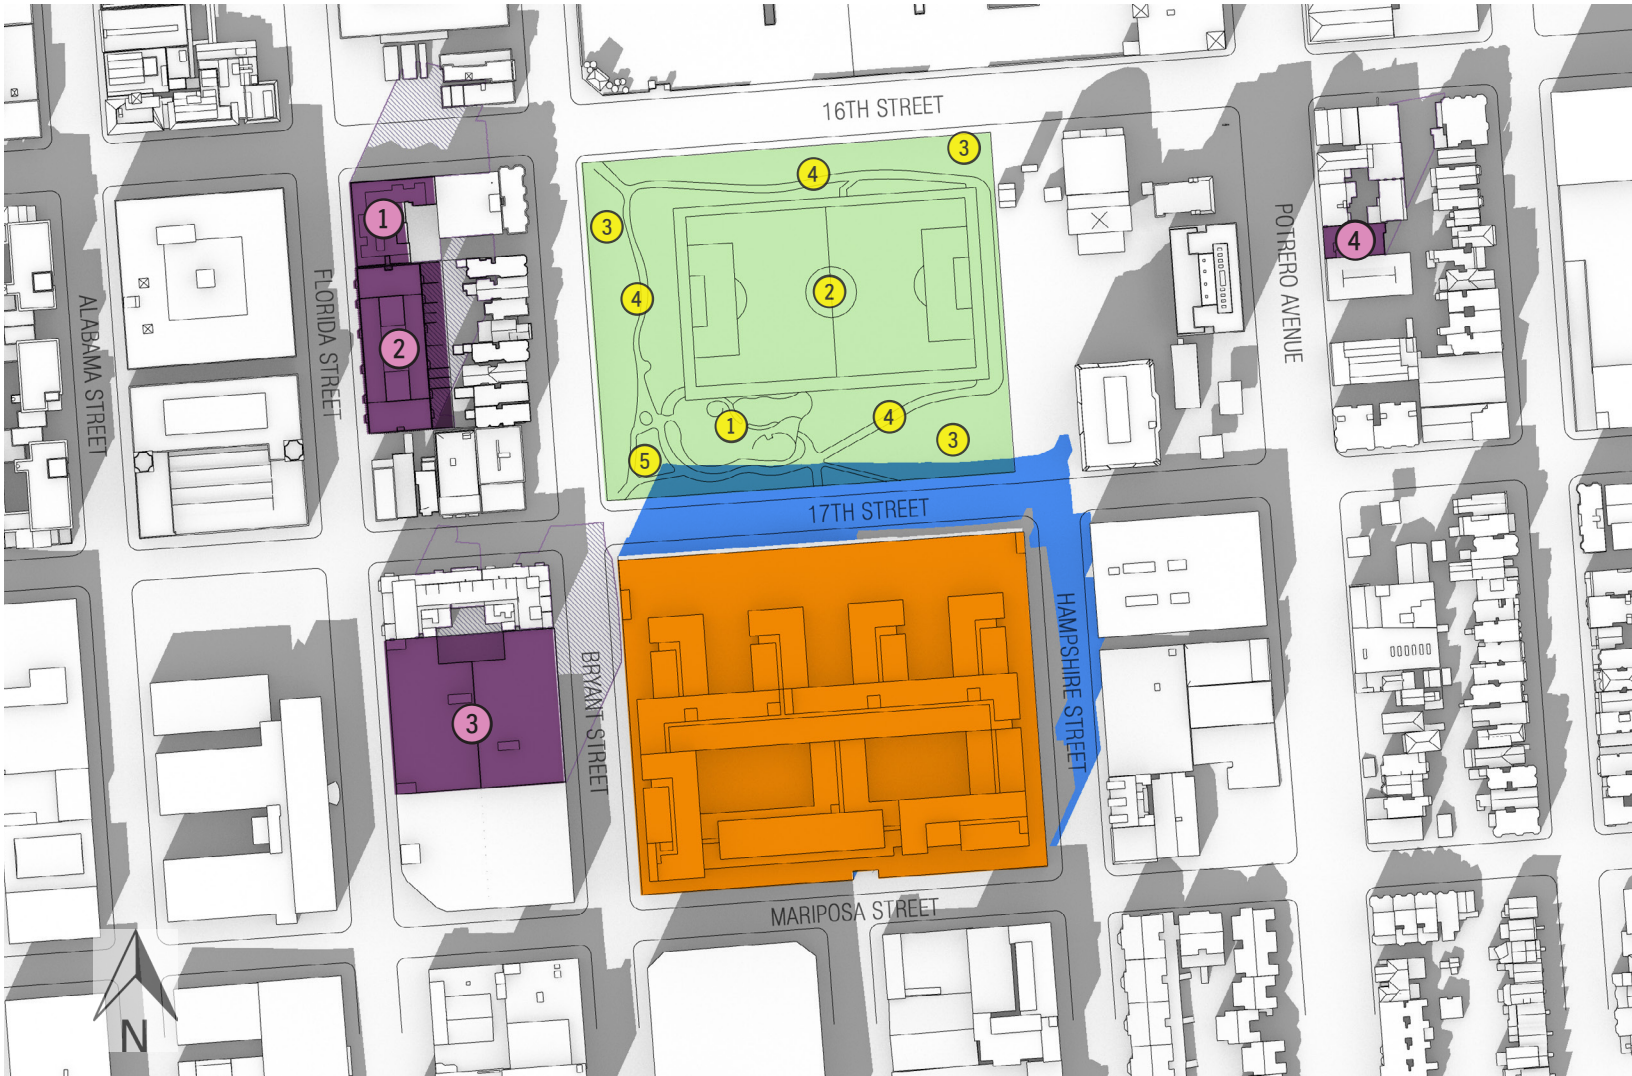 16TH STREET
3
4
1
3
4
POTRERO AVENUE
FLORIDA STREET
ALABAMA STREET
4
2
2
4
1
3
5
17TH STREET
HAMPSHIRE STREET
BRYANT STREET
3
MARIPOSA STREET
N